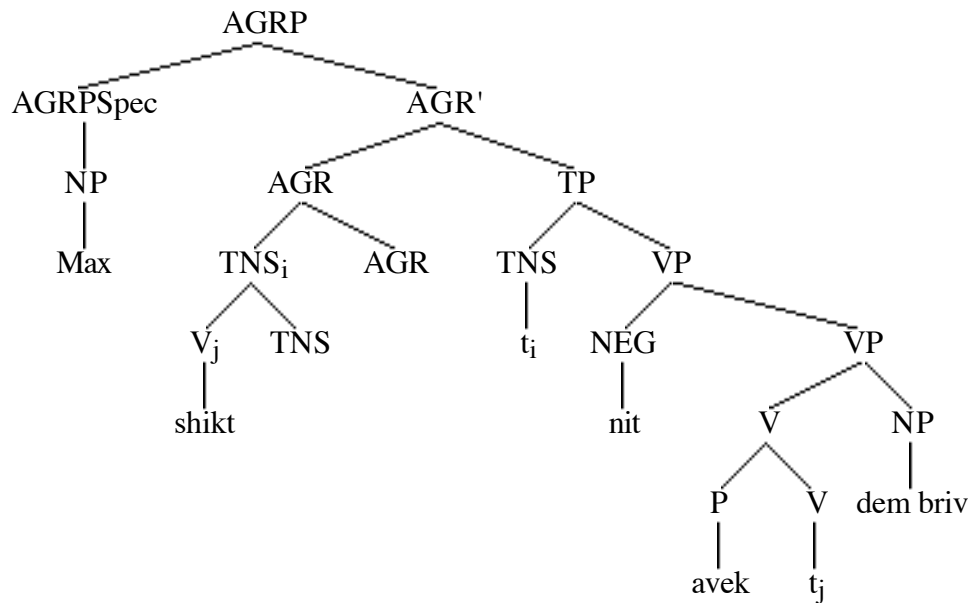 AGRP
AGRPSpec AGR'
NP AGR TP
Max TNSi AGR TNS VP
Vj TNS ti NEG VP
shikt nit V NP
P V dem briv
avek tj